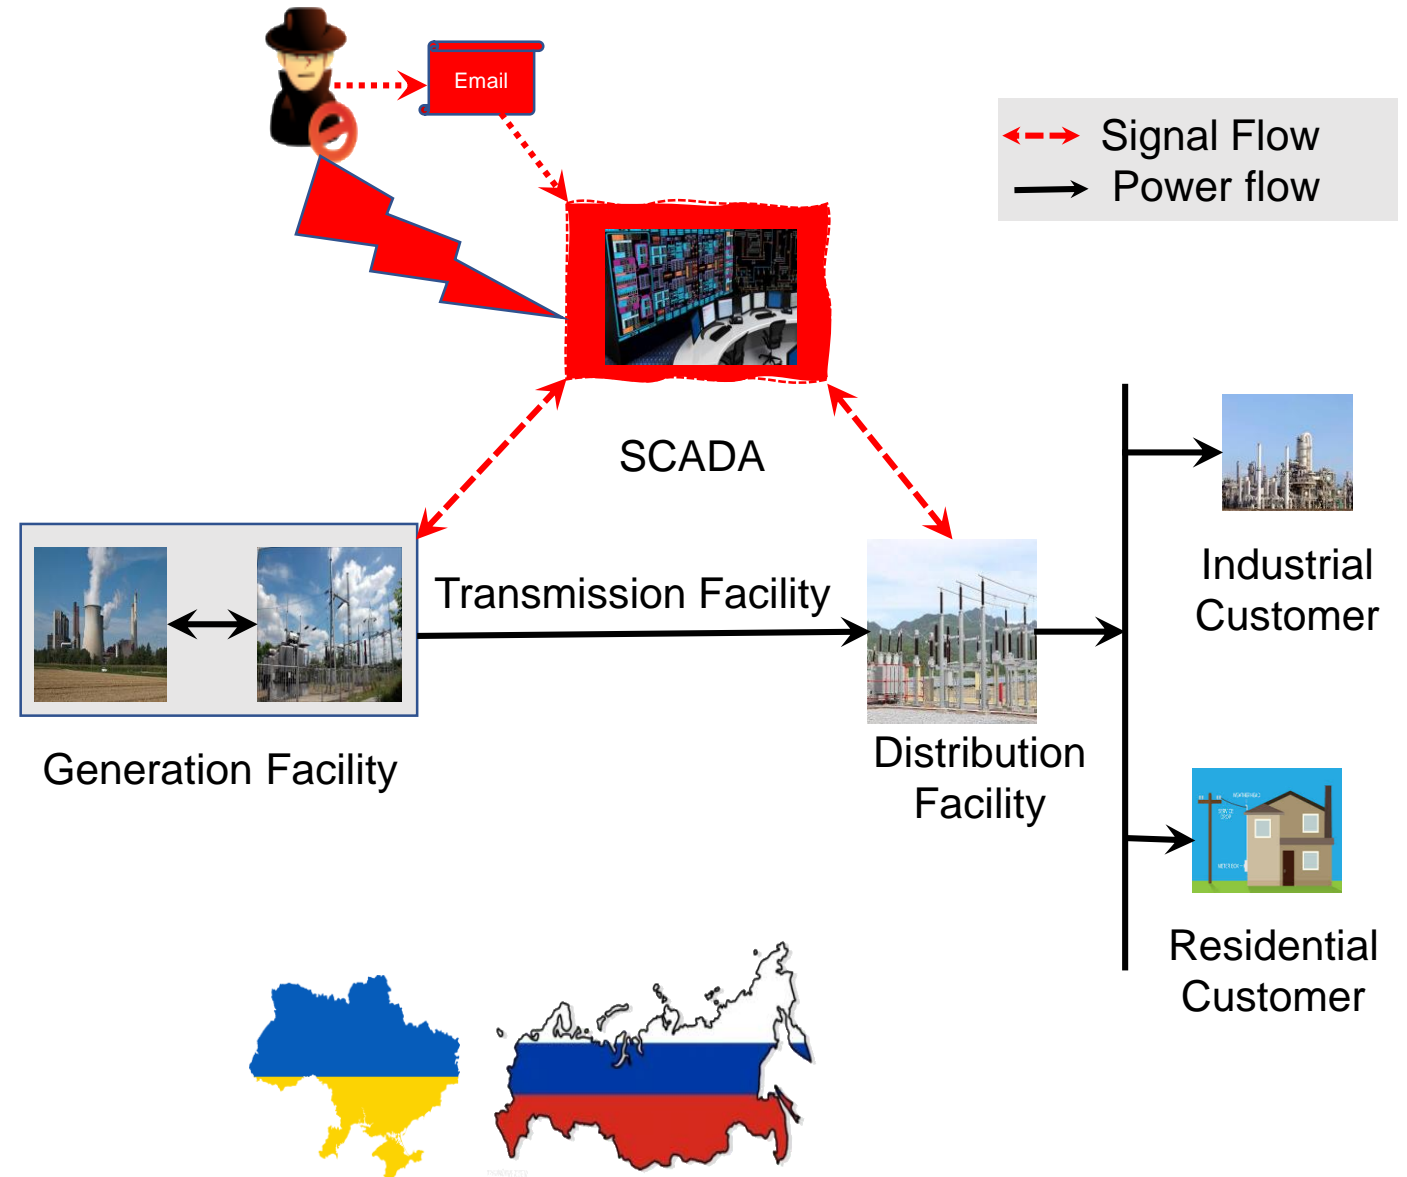 Email
Signal Flow
Power flow
SCADA
Transmission Facility
Industrial
Customer
Generation Facility
Distribution
Facility
Residential
Customer